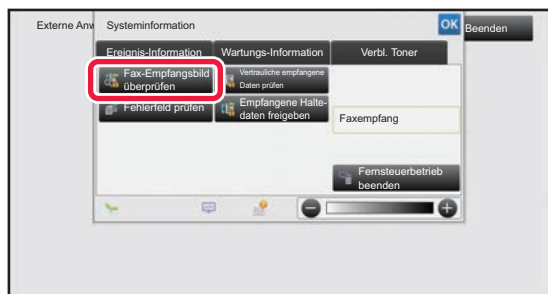 Externe Anw
Systeminformation
OK
Beenden
Ereignis-Information
Wartungs-Information
Verbl. Toner
Fax-Empfangsbild
überprüfen
Vertrauliche empfangene
Daten prüfen
Fehlerfeld prüfen
Empfangene Halte-
daten freigeben
Faxempfang
Fernsteuerbetrieb
beenden